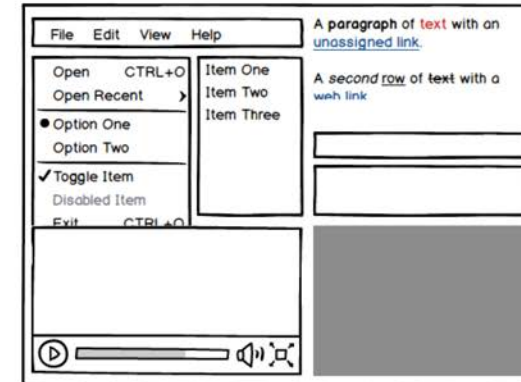 File Edit View Help
Open CTRL+O
Open Recent
Option One
Option Two
Toggle Item
Disabled Item
Exit CTRL+O
Item One
Item Two
Item Three
A paragraph of text with an
unassigned link.
A second row of text with a
web link